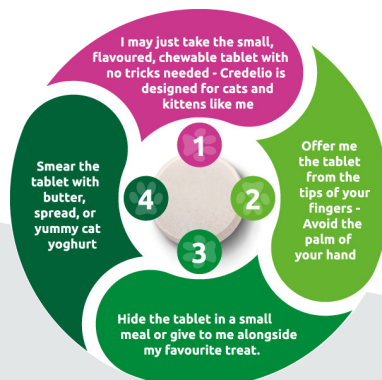 I may just take the small,
flavoured, chewable tablet with
no tricks needed - Credelio is
designed for cats and
kittens like me
1
Offer me
the tablet
from the
tips of your
fingers -
Avoid the
palm of
your hand
2
Hide the tablet in a small
meal or give to me alongside
my favourite treat.
3
Smear the
tablet with
butter,
spread, or
yummy cat
yoghurt
4